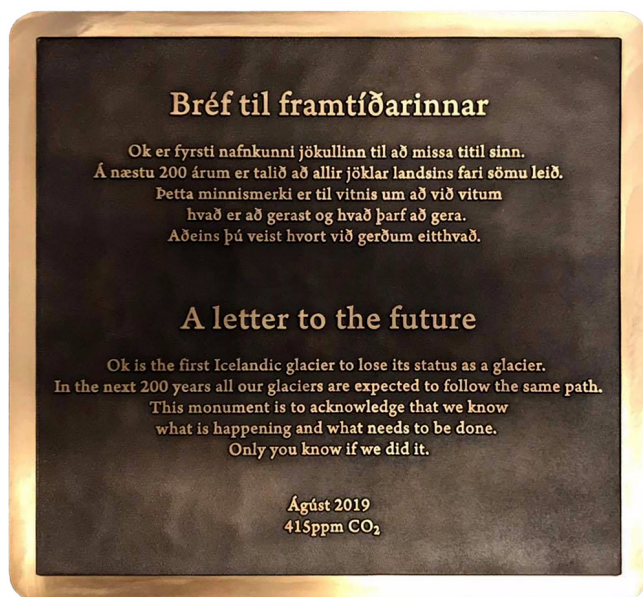 Bréf til framtíðarinnar
Ok er fyrsti nafnkunni jökullinn til að missa titil sinn.
Á næstu 200 árum er talið að allir jöklar landsins fari sömu leið.
Þetta minnismerki er til vitnis um að við vitum
hvað er að gerast og hvað þarf að gera.
Aðeins þú veist hvort við gerðum eitthvað.
A letter to the future
Ok is the first Icelandic glacier to lose its status as a glacier.
In the next 200 years all our glaciers are expected to follow the same path.
This monument is to acknowledge that we know
what is happening and what needs to be done.
Only you know if we did it.
Ágúst 2019
415ppm CO₂